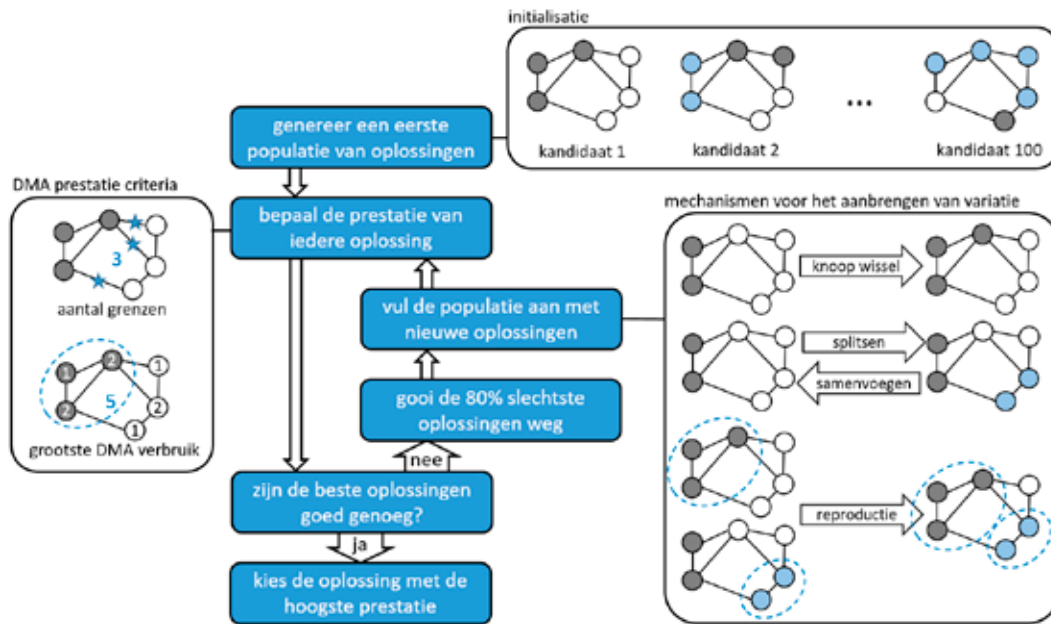 initialisatie
kandidaat 1
kandidaat 2
...
kandidaat 100
genereer een eerste
populatie van oplossingen
DMA prestatie criteria
3
aantal grenzen
1
2
1
2
5
2
1
grootste DMA verbruik
bepaal de prestatie van
iedere oplossing
vul de populatie aan met
nieuwe oplossingen
gooi de 80% slechtste
oplossingen weg
nee
zijn de beste oplossingen
goed genoeg?
ja
kies de oplossing met de
hoogste prestatie
mechanismen voor het aanbrengen van variatie
knoop wissel
splitsen
samenvoegen
reproductie